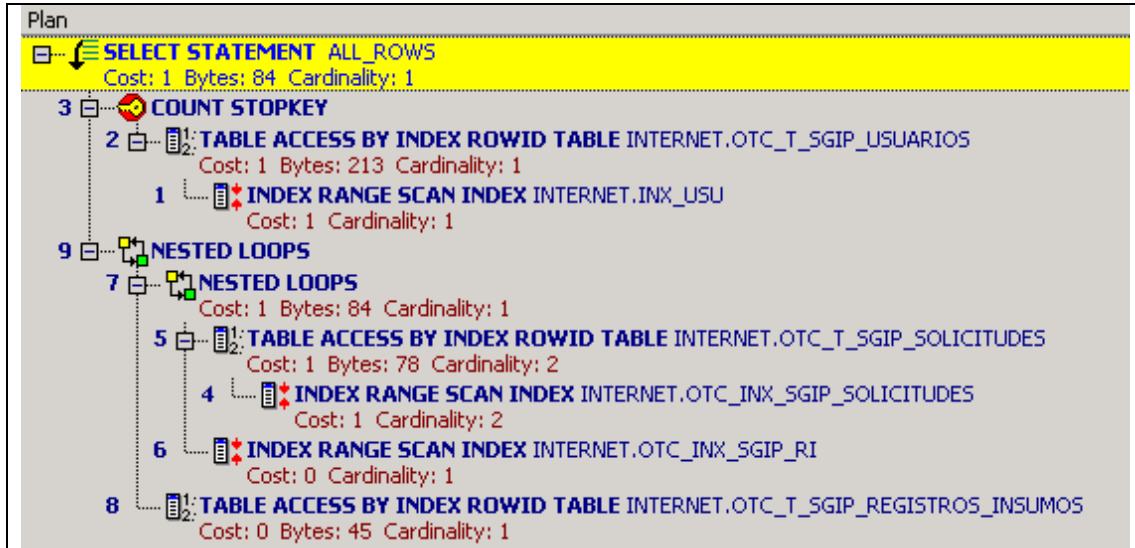 Plan
SELECT STATEMENT ALL_ROWS
Cost: 1 Bytes: 84 Cardinality: 1
3 COUNT STOPKEY
2 TABLE ACCESS BY INDEX ROWID TABLE INTERNET.OTC_T_SGIP_USUARIOS
Cost: 1 Bytes: 213 Cardinality: 1
1 INDEX RANGE SCAN INDEX INTERNET.INX_USU
Cost: 1 Cardinality: 1
9 NESTED LOOPS
7 NESTED LOOPS
Cost: 1 Bytes: 84 Cardinality: 1
5 TABLE ACCESS BY INDEX ROWID TABLE INTERNET.OTC_T_SGIP_SOLICITUDES
Cost: 1 Bytes: 78 Cardinality: 2
4 INDEX RANGE SCAN INDEX INTERNET.OTC_INX_SGIP_SOLICITUDES
Cost: 1 Cardinality: 2
6 INDEX RANGE SCAN INDEX INTERNET.OTC_INX_SGIP_RI
Cost: 0 Cardinality: 1
8 TABLE ACCESS BY INDEX ROWID TABLE INTERNET.OTC_T_SGIP_REGISTROS_INSUMOS
Cost: 0 Bytes: 45 Cardinality: 1